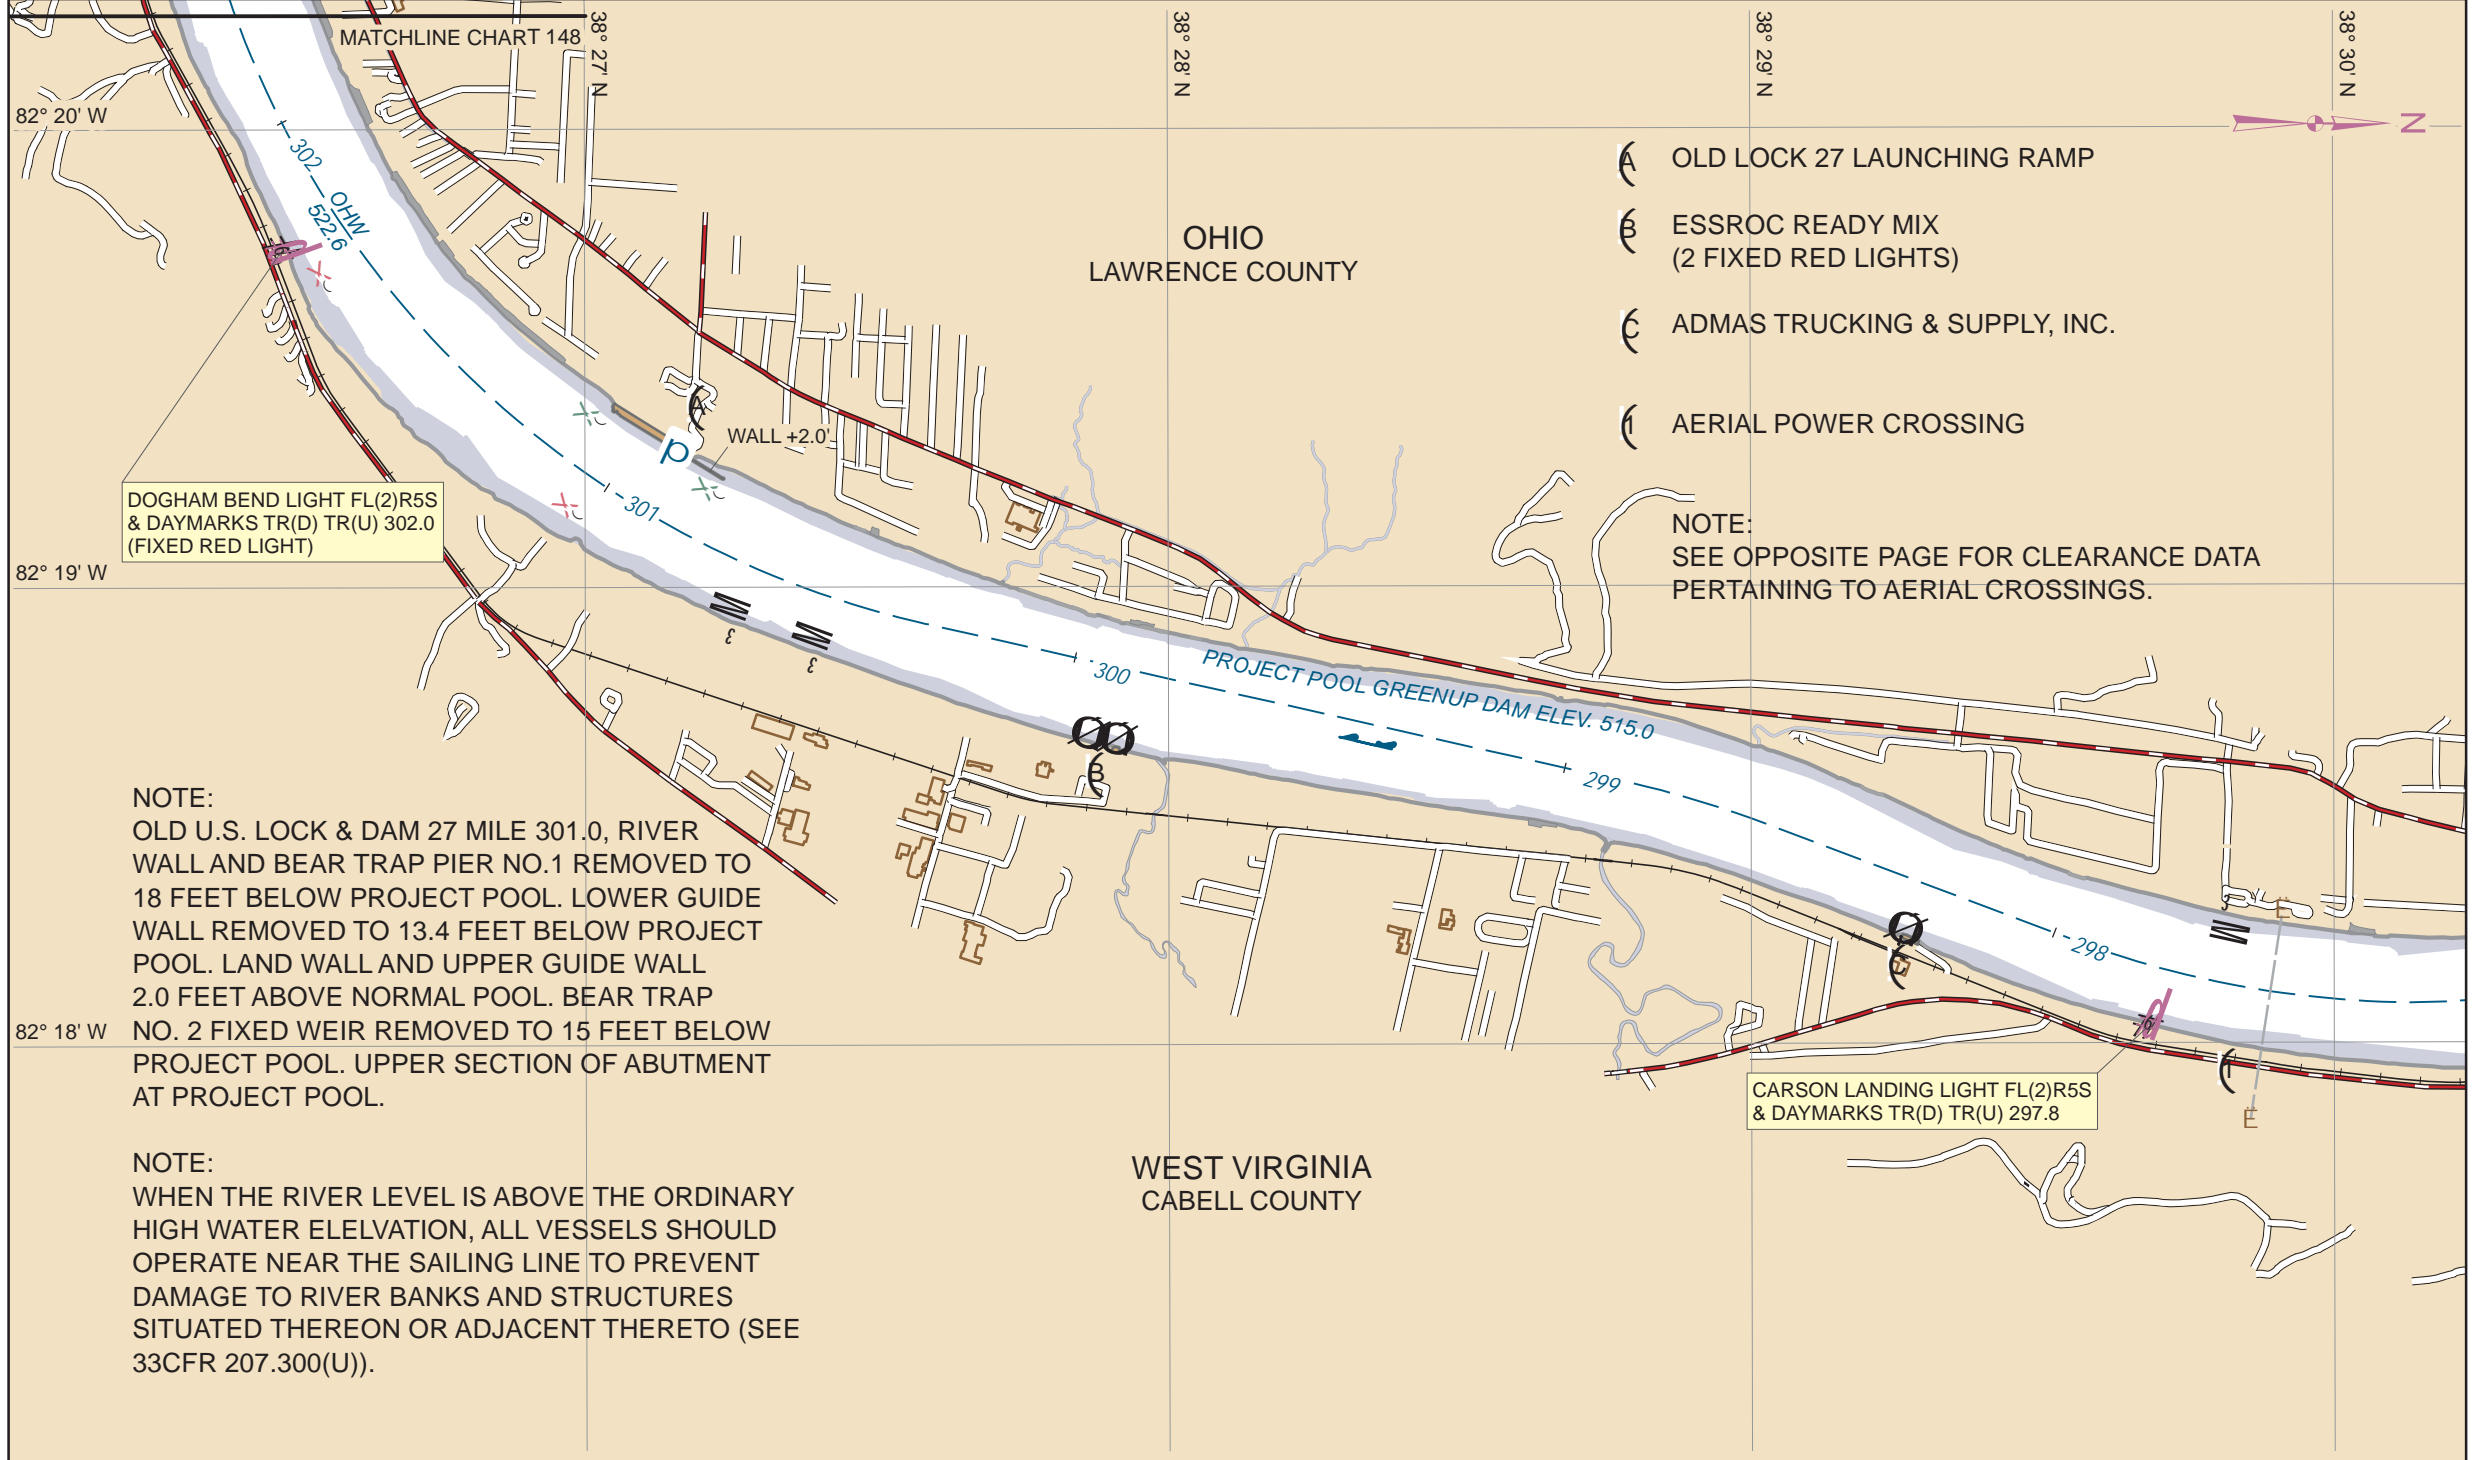 MATCHLINE CHART 148
38° 27' N
38° 28' N
38° 29' N
38° 30' N
82° 20' W
N
302
OHW
522.6
OHIO
LAWRENCE COUNTY
A OLD LOCK 27 LAUNCHING RAMP
B ESSROC READY MIX
(2 FIXED RED LIGHTS)
C ADMAS TRUCKING & SUPPLY, INC.
1 AERIAL POWER CROSSING
NOTE:
SEE OPPOSITE PAGE FOR CLEARANCE DATA
PERTAINING TO AERIAL CROSSINGS.
A
WALL +2.0'
p
DOGHAM BEND LIGHT FL(2)R5S
& DAYMARKS TR(D) TR(U) 302.0
(FIXED RED LIGHT)
301
82° 19' W
3
3
300
PROJECT POOL GREENUP DAM ELEV. 515.0
299
B
298
C
3
E
E
1
CARSON LANDING LIGHT FL(2)R5S
& DAYMARKS TR(D) TR(U) 297.8
NOTE:
OLD U.S. LOCK & DAM 27 MILE 301.0, RIVER
WALL AND BEAR TRAP PIER NO.1 REMOVED TO
18 FEET BELOW PROJECT POOL. LOWER GUIDE
WALL REMOVED TO 13.4 FEET BELOW PROJECT
POOL. LAND WALL AND UPPER GUIDE WALL
2.0 FEET ABOVE NORMAL POOL. BEAR TRAP
82° 18' W
NO. 2 FIXED WEIR REMOVED TO 15 FEET BELOW
PROJECT POOL. UPPER SECTION OF ABUTMENT
AT PROJECT POOL.
NOTE:
WHEN THE RIVER LEVEL IS ABOVE THE ORDINARY
HIGH WATER ELELVATION, ALL VESSELS SHOULD
OPERATE NEAR THE SAILING LINE TO PREVENT
DAMAGE TO RIVER BANKS AND STRUCTURES
SITUATED THEREON OR ADJACENT THERETO (SEE
33CFR 207.300(U)).
WEST VIRGINIA
CABELL COUNTY